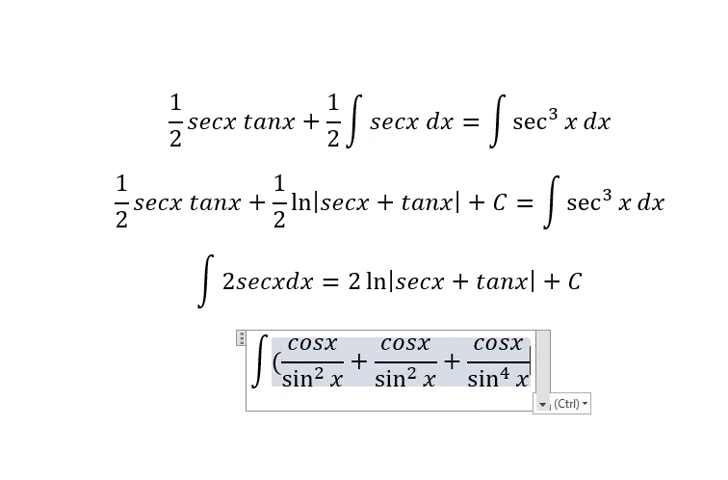 1/2 secx tanx + 1/2 ∫ secx dx = ∫ sec³ x dx
1/2 secx tanx + 1/2 ln|secx + tanx| + C = ∫ sec³ x dx
∫ 2secxdx = 2 ln|secx + tanx| + C
∫ (cosx/sin² x + cosx/sin² x + cosx/sin⁴ x
(Ctrl)